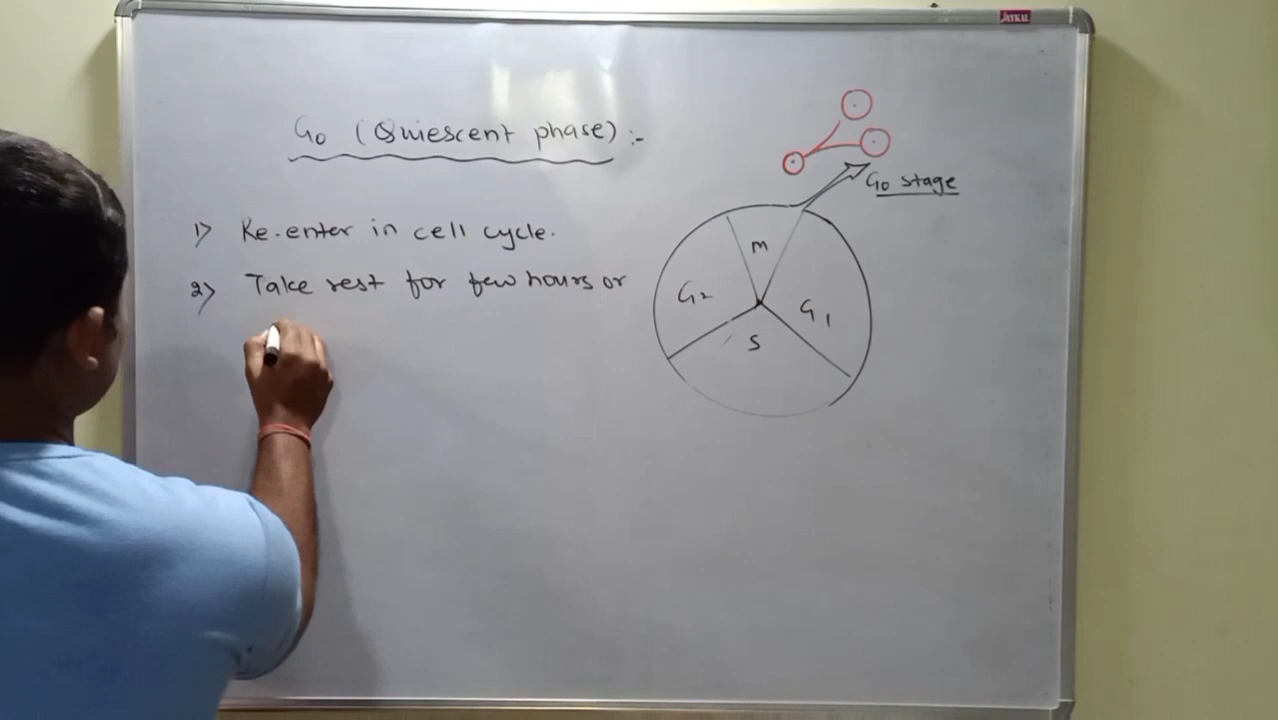 JAYKAL
G0 (Quiescent phase) :-
G0 stage
1) Re-enter in cell cycle.
2) Take rest for few hours or
M
G2
G1
S